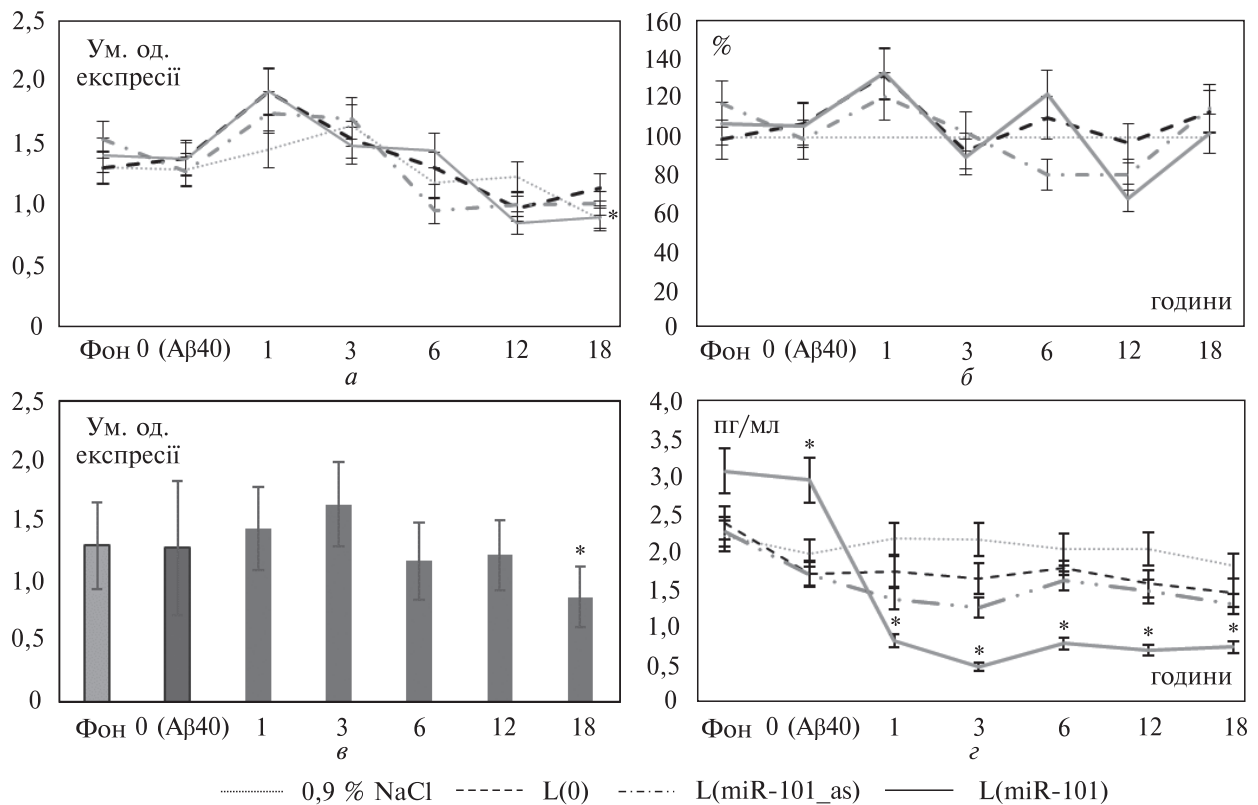 2,5
2,0
1,5
1,0
0,5
0
Ум. од.
експресії
*
Фон 0 (Aβ40) 1 3 6 12 18
а
160
140
120
100
80
60
40
20
0
%
години
Фон 0 (Aβ40) 1 3 6 12 18
б
2,5
2,0
1,5
1,0
0,5
0
Ум. од.
експресії
*
Фон 0 (Aβ40) 1 3 6 12 18
в
4,0
3,5
3,0
2,5
2,0
1,5
1,0
0,5
0
пг/мл
*
* * * * *
години
Фон 0 (Aβ40) 1 3 6 12 18
г
0,9 % NaCl L(0) L(miR-101_as) L(miR-101)